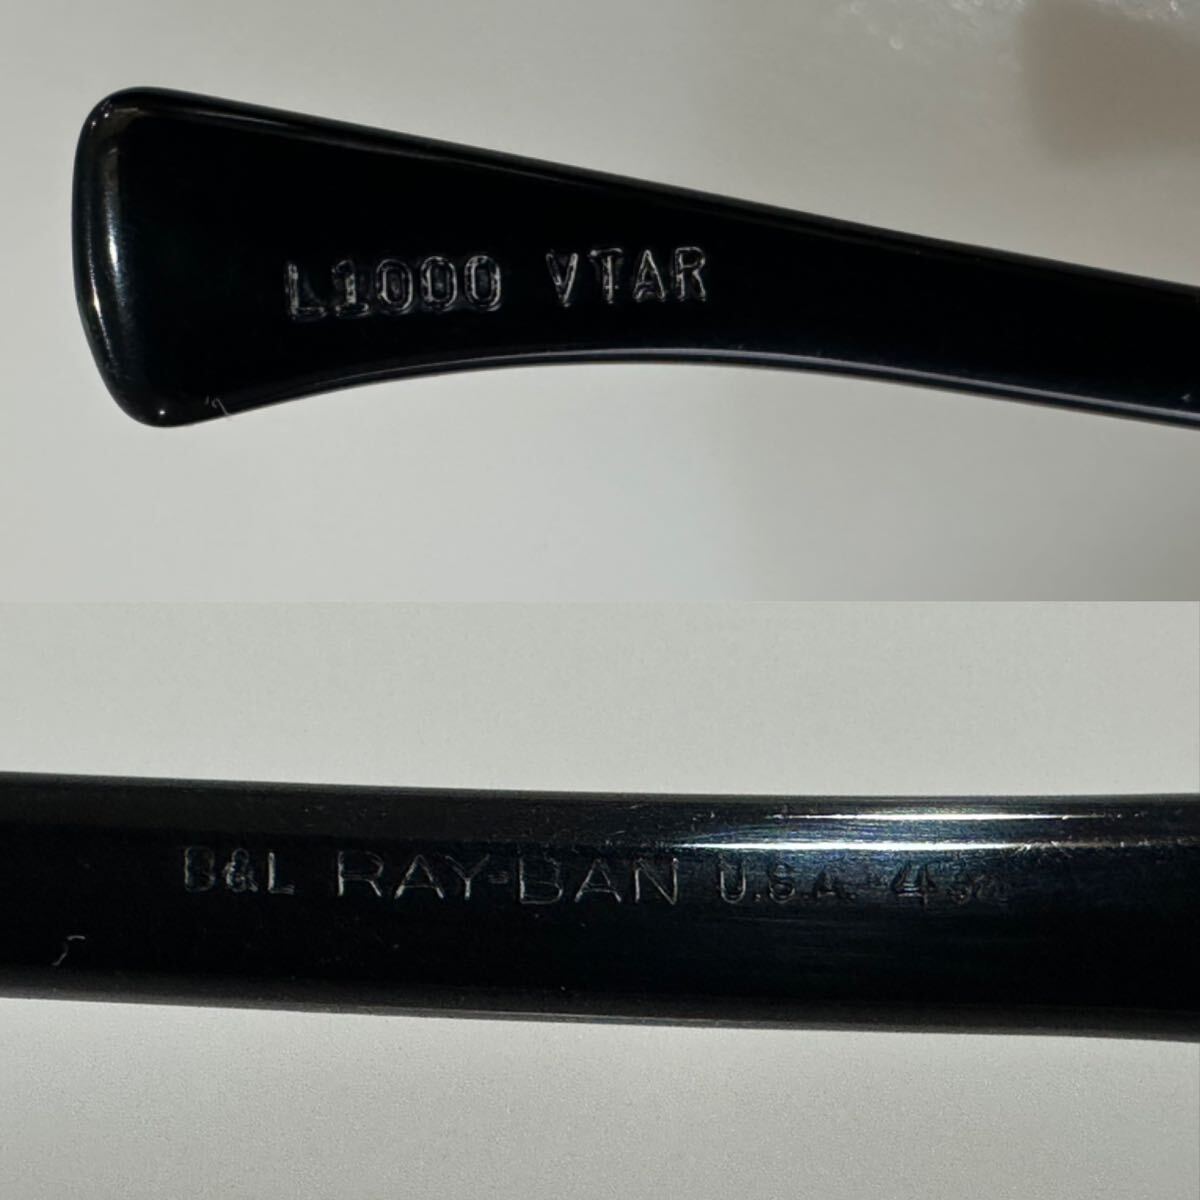 L1000 VTAR
B&L RAY-BAN U.S.A.